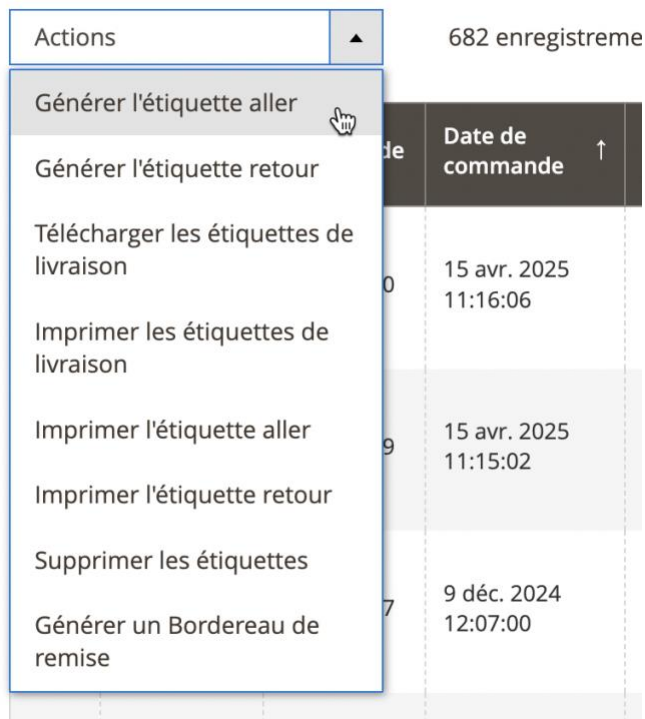 Actions
682 enregistreme
Générer l'étiquette aller
Générer l'étiquette retour
Télécharger les étiquettes de
livraison
Imprimer les étiquettes de
livraison
Imprimer l'étiquette aller
Imprimer l'étiquette retour
Supprimer les étiquettes
Générer un Bordereau de
remise
de
Date de
commande ↑
0
15 avr. 2025
11:16:06
9
15 avr. 2025
11:15:02
7
9 déc. 2024
12:07:00